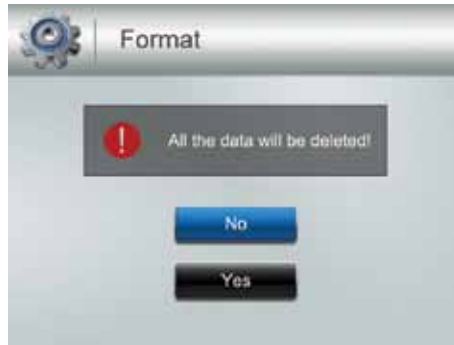 Format
All the data will be deleted!
No
Yes